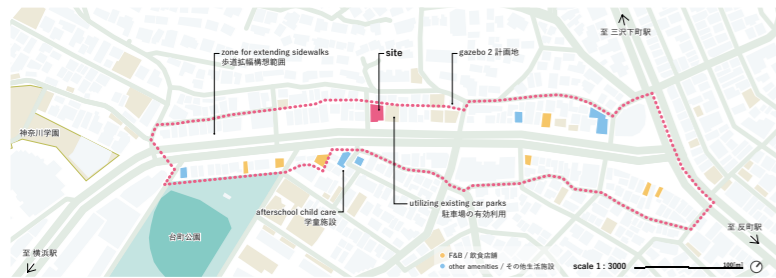 至 三沢下町駅
zone for extending sidewalks
歩道拡幅構想範囲
site
gazebo 2 計画地
神奈川学園
afterschool child care
学童施設
utilizing existing car parks
駐車場の有効利用
台町公園
至 横浜駅
至 反町駅
F&B / 飲食店舗
other amenities / その他生活施設
scale 1 : 3000
100[m]